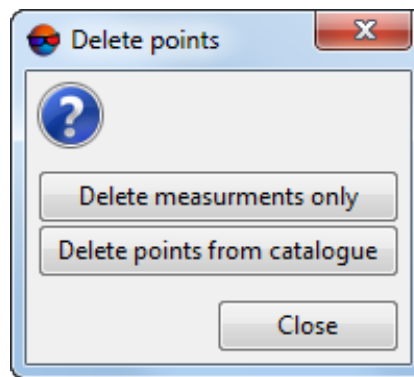 Delete points
Delete measurments only
Delete points from catalogue
Close